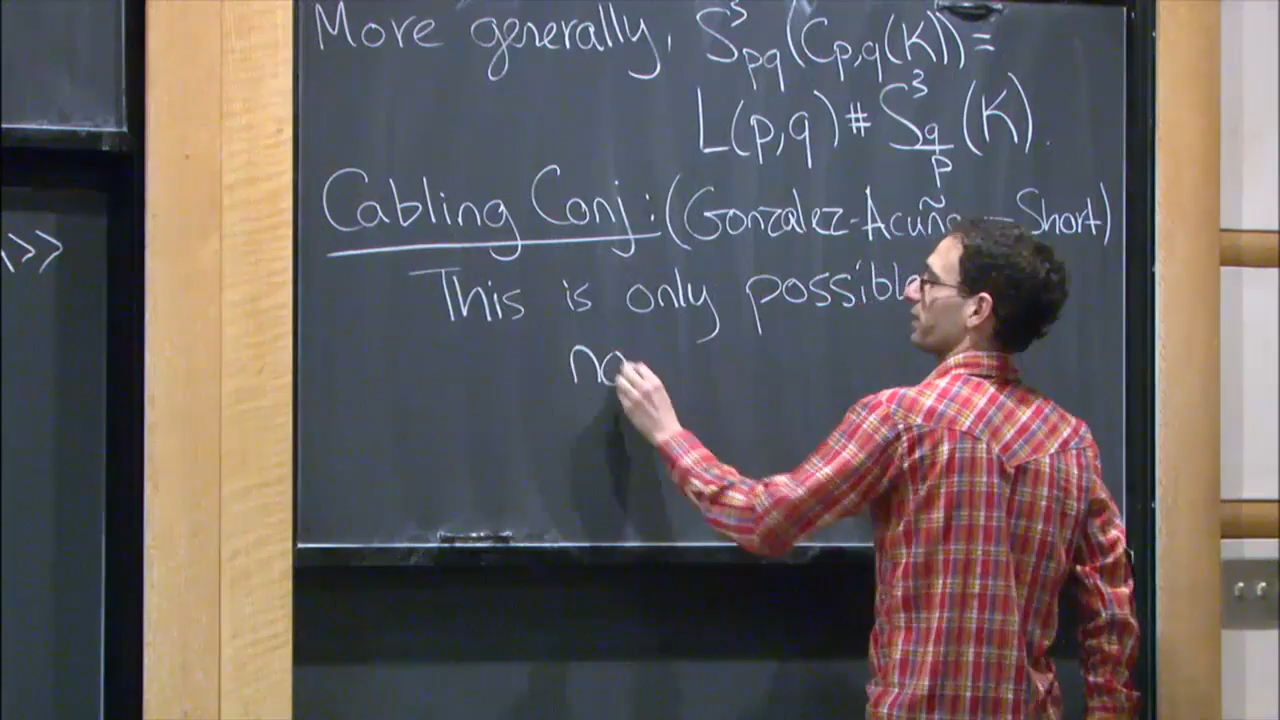 More generally, S³pq(Cp,q(K)) =
L(p,q) # S³q/p(K).
Cabling Conj: (Gonzalez-Acuña – Short)
This is only possible
no
>>